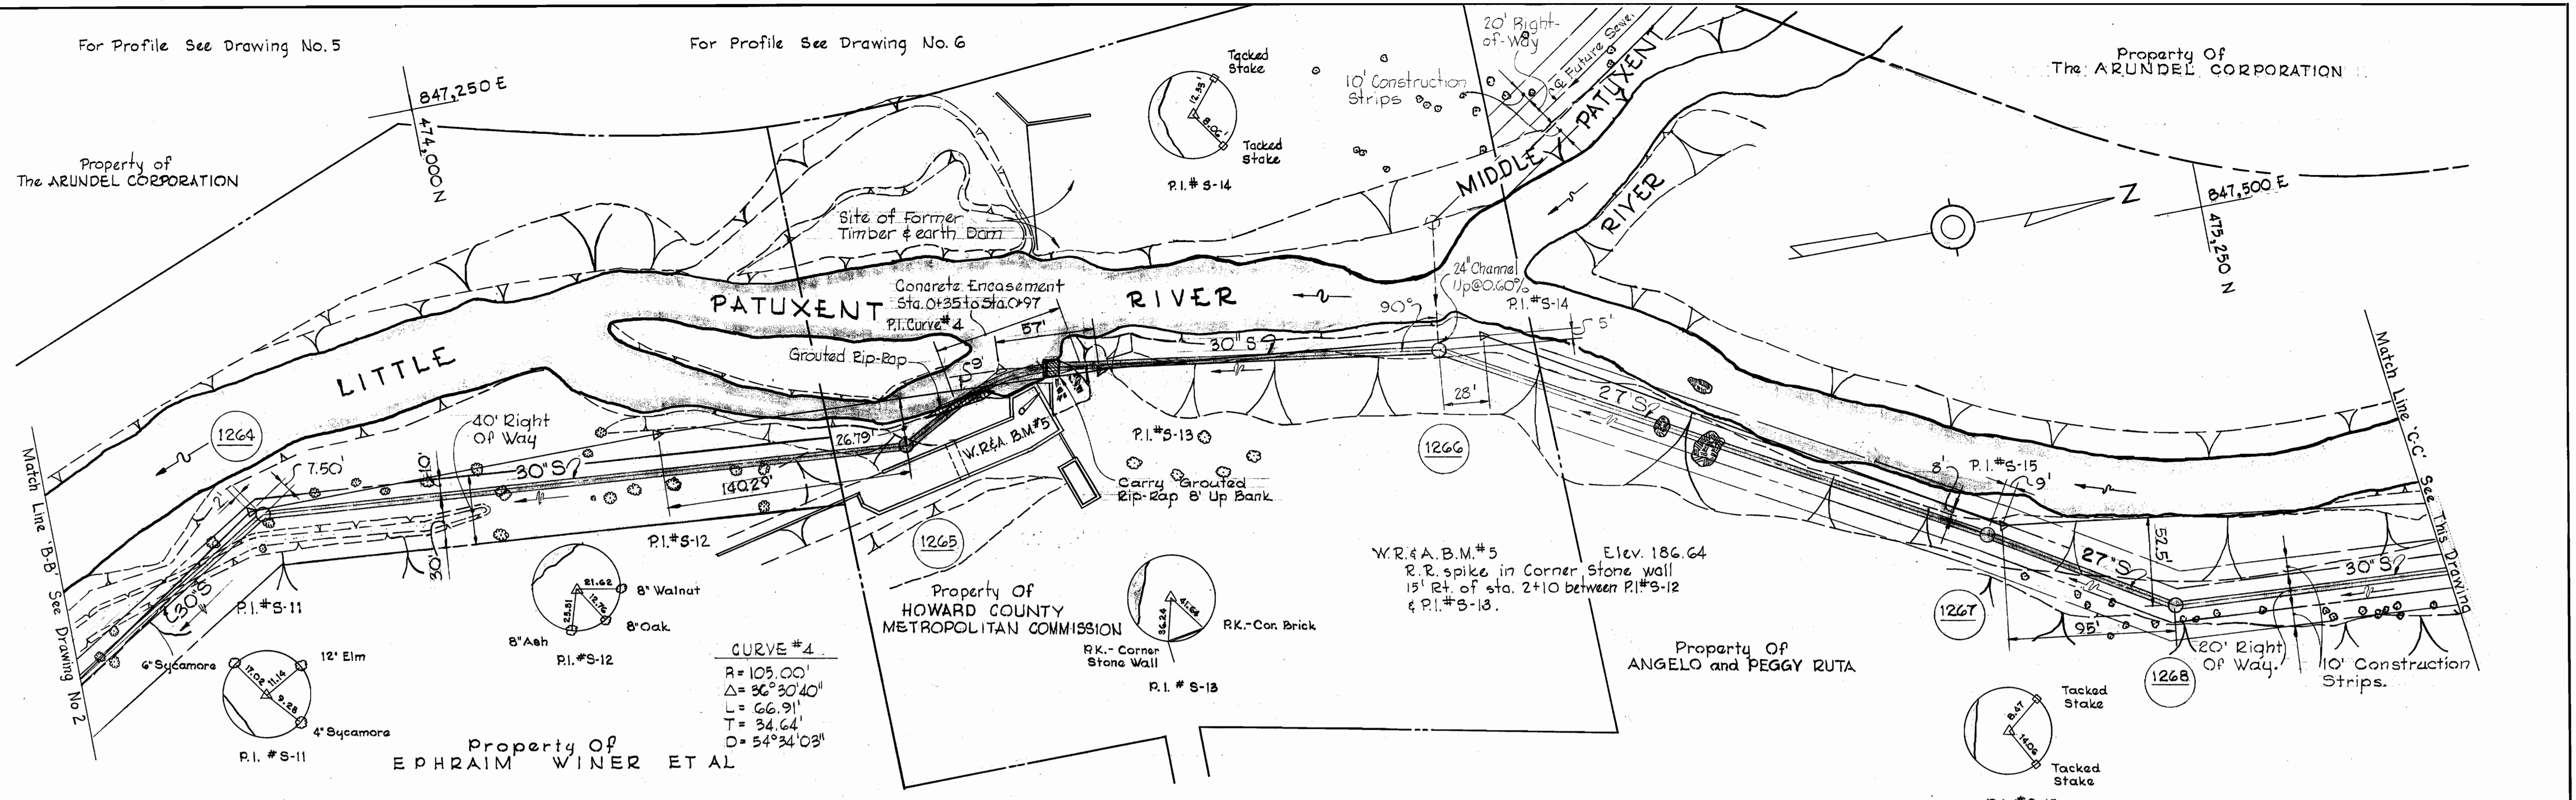 For Profile See Drawing No. 5
For Profile See Drawing No. 6
847,250 E
474,000 N
Property of
The ARUNDEL CORPORATION
Tacked
Stake
12.35'
8.06'
Tacked
Stake
P.I.# S-14
20' Right-
of-Way
10' Construction
Strips
℄ Future Sewer
MIDDLE PATUXENT
RIVER
Property Of
The ARUNDEL CORPORATION
847,500 E
475,250 N
Z
Site of Former
Timber & earth Dam
Concrete Encasement
Sta. 0+35 to Sta. 0+97
P.I. Curve #4
57'
Grouted Rip-Rap
9'
LITTLE PATUXENT RIVER
24" Channel
Up@0.60%
P.I.#S-14
90°
5'
30" S
28'
27" S
1264
40' Right
Of Way
7.50'
2'
10'
30" S
26.79'
140.29'
30'
W.R.&A. B.M.#5
P.I.#S-13
Carry Grouted
Rip-Rap 8' Up Bank
1266
8'
P.I.#S-15
9'
52.5'
27" S
30" S
Match Line 'B-B' See Drawing No 2
Match Line 'C-C' See This Drawing
30" S
P.I.#S-11
P.I.#S-12
1265
1267
95'
1268
20' Right
Of Way.
10' Construction
Strips.
21.62
12.76
25.51
8" Walnut
8" Oak
8" Ash
P.I.#S-12
6" Sycamore
12' Elm
17.02
11.14
9.28
4" Sycamore
P.I. # S-11
Property Of
EPHRAIM WINER ET AL
CURVE #4
R = 105.00'
Δ = 36°30'40"
L = 66.91'
T = 34.64'
D = 54°34'03"
Property Of
HOWARD COUNTY
METROPOLITAN COMMISSION
41.64
36.24
P.K.-Cor. Brick
P.K.- Corner
Stone Wall
P.I. # S-13
W.R.& A. B.M.#5 Elev. 186.64
R.R. spike in Corner Stone wall
15' Rt. of sta. 2+10 between P.I.#S-12
& P.I.#S-13.
Property Of
ANGELO and PEGGY RUTA
Tacked
Stake
8.47
14.06
Tacked
Stake